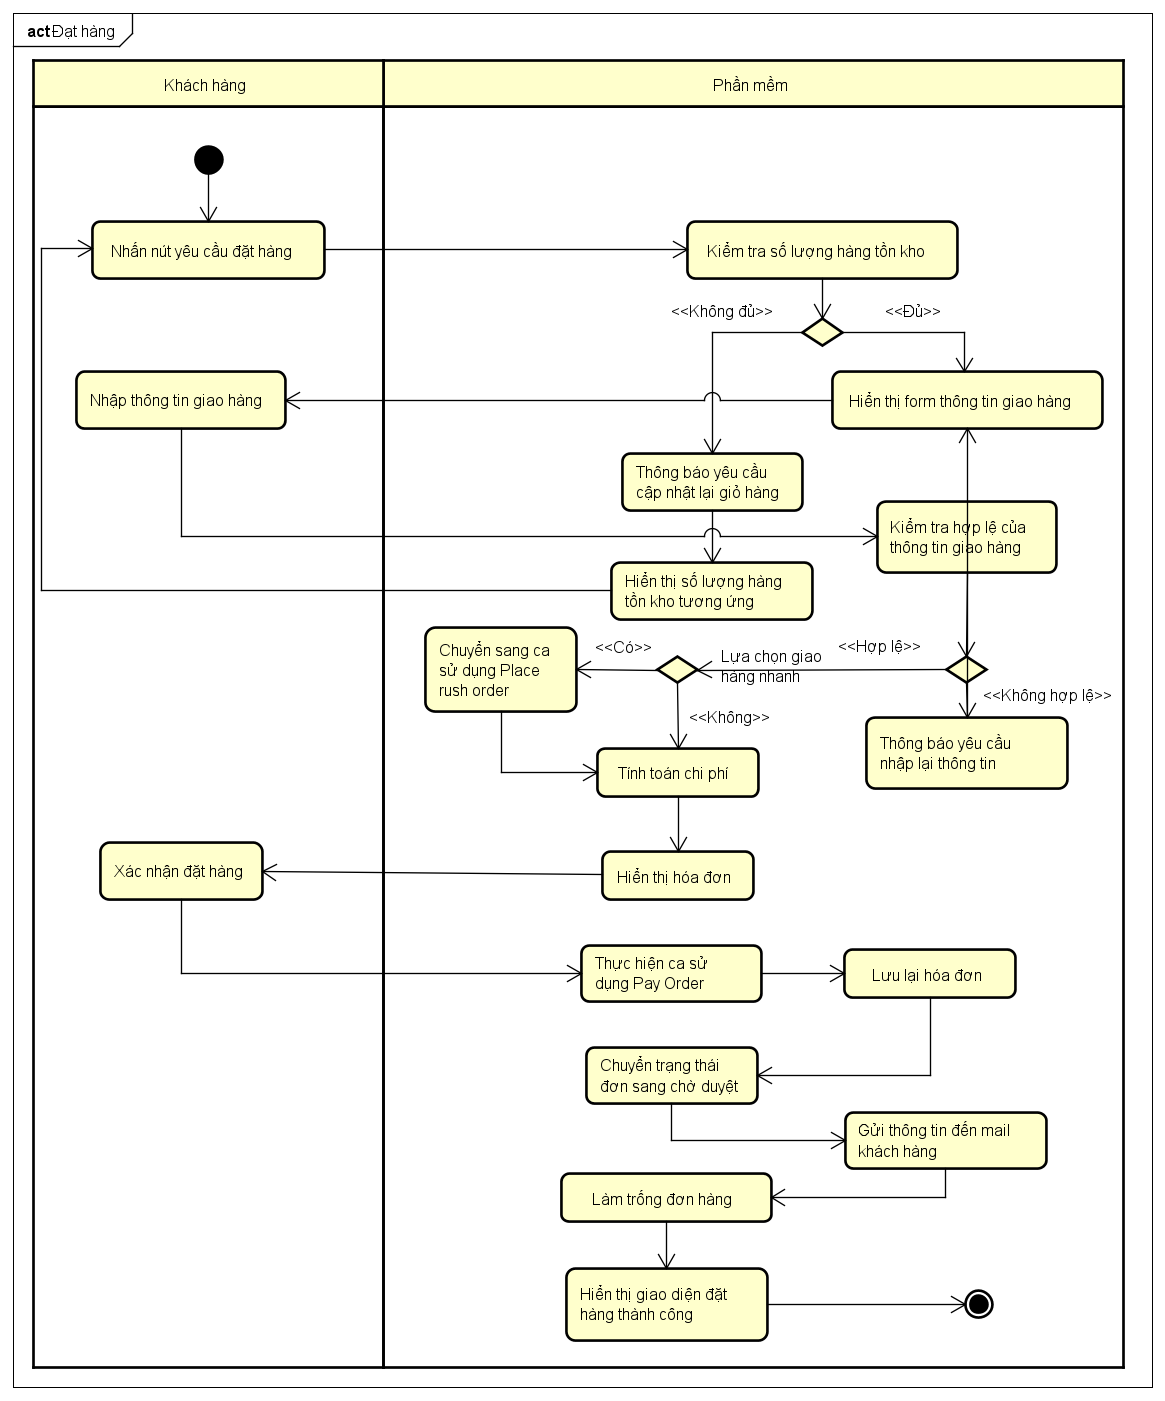 act Đạt hàng
Khách hàng
Phần mềm
Nhấn nút yêu cầu đặt hàng
Kiểm tra số lượng hàng tồn kho
<<Không đủ>>
<<Đủ>>
Nhập thông tin giao hàng
Hiển thị form thông tin giao hàng
Thông báo yêu cầu
cập nhật lại giỏ hàng
Kiểm tra hợp lệ của
thông tin giao hàng
Hiển thị số lượng hàng
tồn kho tương ứng
Chuyển sang ca
sử dụng Place
rush order
<<Có>>
Lựa chọn giao
hàng nhanh
<<Hợp lệ>>
<<Không hợp lệ>>
<<Không>>
Thông báo yêu cầu
nhập lại thông tin
Tính toán chi phí
Xác nhận đặt hàng
Hiển thị hóa đơn
Thực hiện ca sử
dụng Pay Order
Lưu lại hóa đơn
Chuyển trạng thái
đơn sang chờ duyệt
Gửi thông tin đến mail
khách hàng
Làm trống đơn hàng
Hiển thị giao diện đặt
hàng thành công